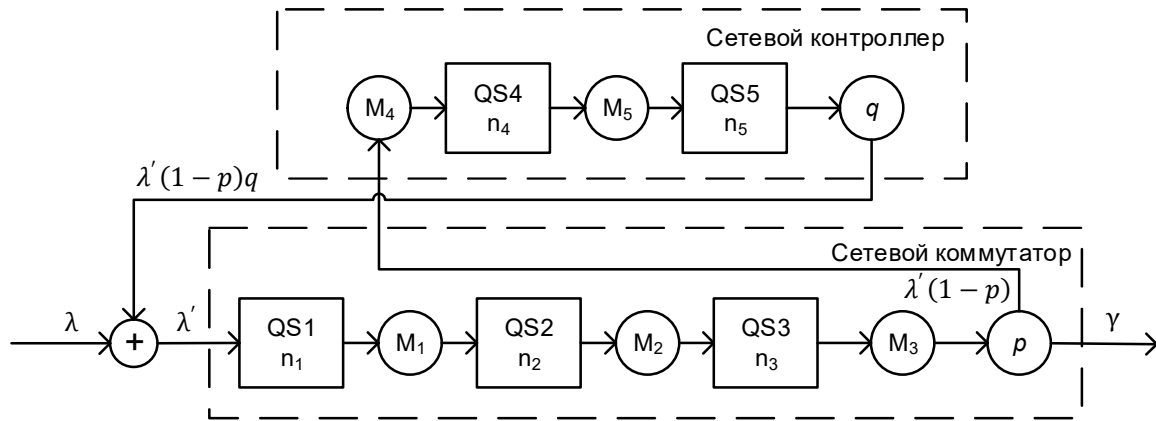 Сетевой контроллер
M₄
QS4
n₄
M₅
QS5
n₅
q
λ′(1−p)q
Сетевой коммутатор
λ′(1−p)
λ
+
λ′
QS1
n₁
M₁
QS2
n₂
M₂
QS3
n₃
M₃
p
γ